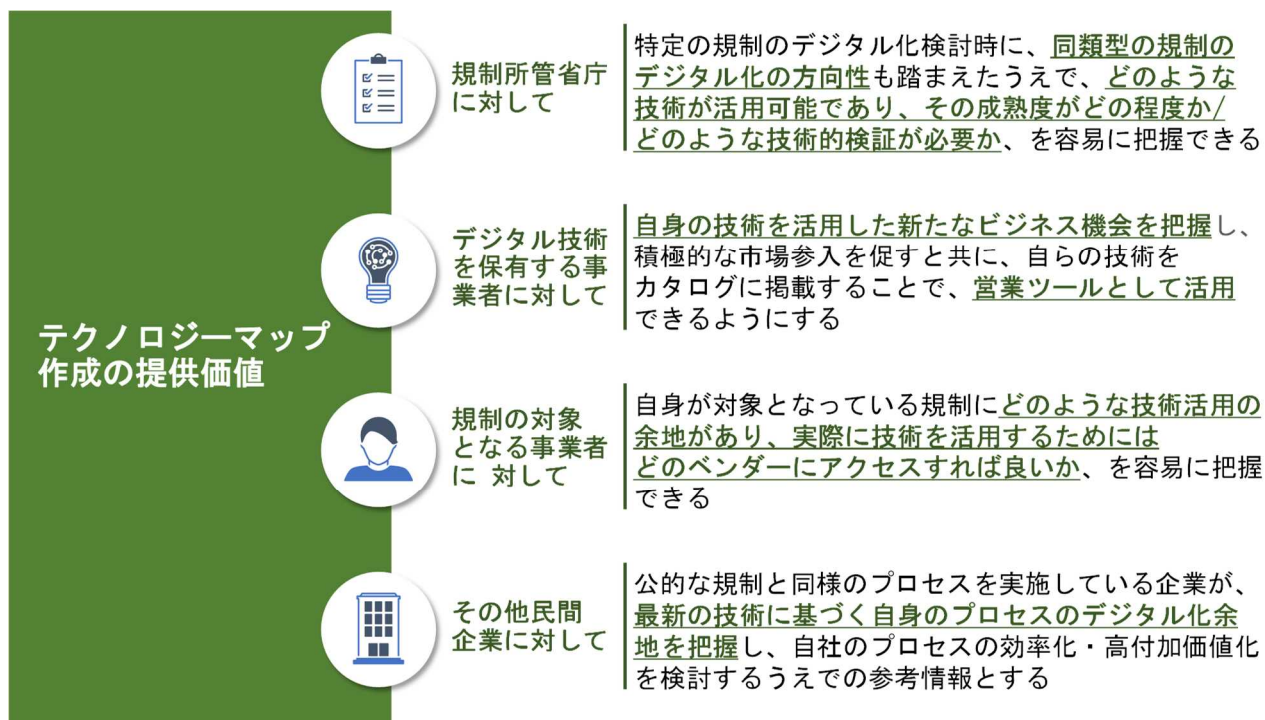 テクノロジーマップ
作成の提供価値
規制所管省庁
に対して
特定の規制のデジタル化検討時に、同類型の規制の
デジタル化の方向性も踏まえたうえで、どのような
技術が活用可能であり、その成熟度がどの程度か/
どのような技術的検証が必要か、を容易に把握できる
デジタル技術
を保有する事
業者に対して
自身の技術を活用した新たなビジネス機会を把握し、
積極的な市場参入を促すと共に、自らの技術を
カタログに掲載することで、営業ツールとして活用
できるようにする
規制の対象
となる事業者
に 対して
自身が対象となっている規制にどのような技術活用の
余地があり、実際に技術を活用するためには
どのベンダーにアクセスすれば良いか、を容易に把握
できる
その他民間
企業に対して
公的な規制と同様のプロセスを実施している企業が、
最新の技術に基づく自身のプロセスのデジタル化余
地を把握し、自社のプロセスの効率化・高付加価値化
を検討するうえでの参考情報とする